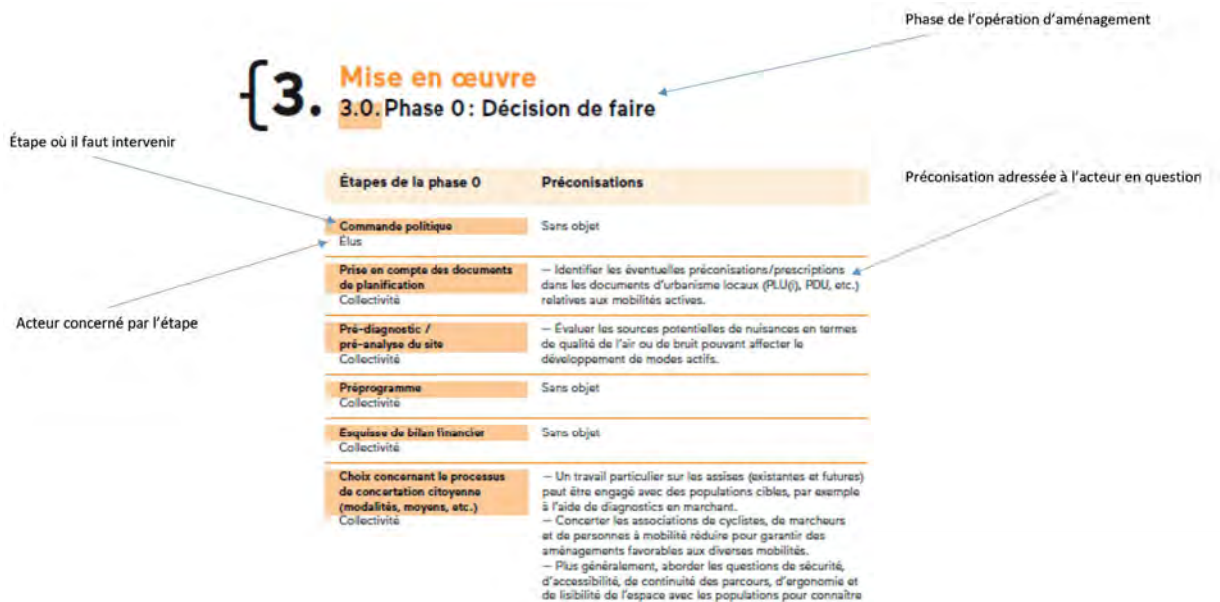 Phase de l'opération d'aménagement
{3. Mise en œuvre
3.0. Phase 0 : Décision de faire
Étape où il faut intervenir
Préconisation adressée à l'acteur en question
Étapes de la phase 0 Préconisations
Commande politique Sans objet
Élus
Acteur concerné par l'étape
Prise en compte des documents — Identifier les éventuelles préconisations/prescriptions
de planification dans les documents d'urbanisme locaux (PLU(i), PDU, etc.)
Collectivité relatives aux mobilités actives.
Pré-diagnostic / — Évaluer les sources potentielles de nuisances en termes
pré-analyse du site de qualité de l'air ou de bruit pouvant affecter le
Collectivité développement de modes actifs.
Préprogramme Sans objet
Collectivité
Esquisse de bilan financier Sans objet
Collectivité
Choix concernant le processus — Un travail particulier sur les assises (existantes et futures)
de concertation citoyenne peut être engagé avec des populations cibles, par exemple
(modalités, moyens, etc.) à l'aide de diagnostics en marchant.
Collectivité — Concerter les associations de cyclistes, de marcheurs
et de personnes à mobilité réduite pour garantir des
aménagements favorables aux diverses mobilités.
— Plus généralement, aborder les questions de sécurité,
d'accessibilité, de continuité des parcours, d'ergonomie et
de lisibilité de l'espace avec les populations pour connaître